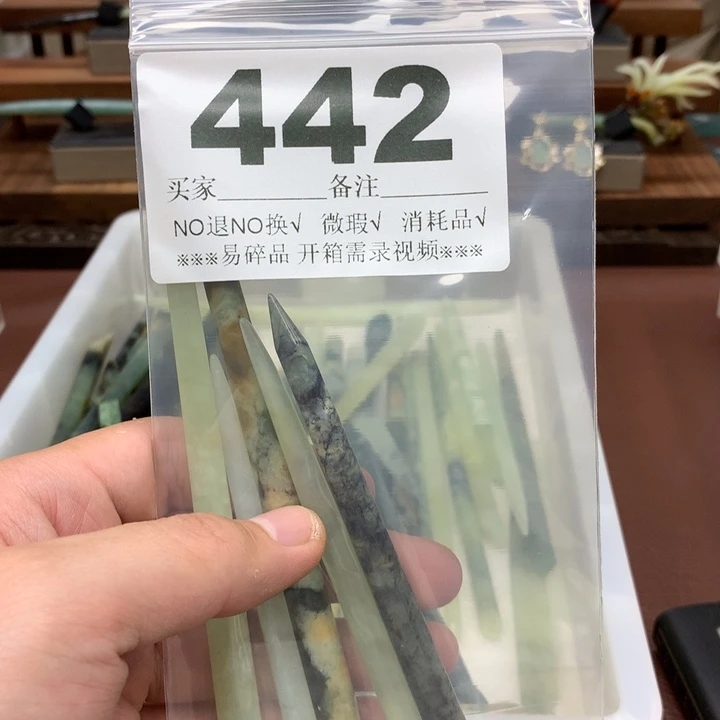 442
买家________备注________
NO退NO换√ 微瑕√ 消耗品√
※※※易碎品 开箱需录视频※※※